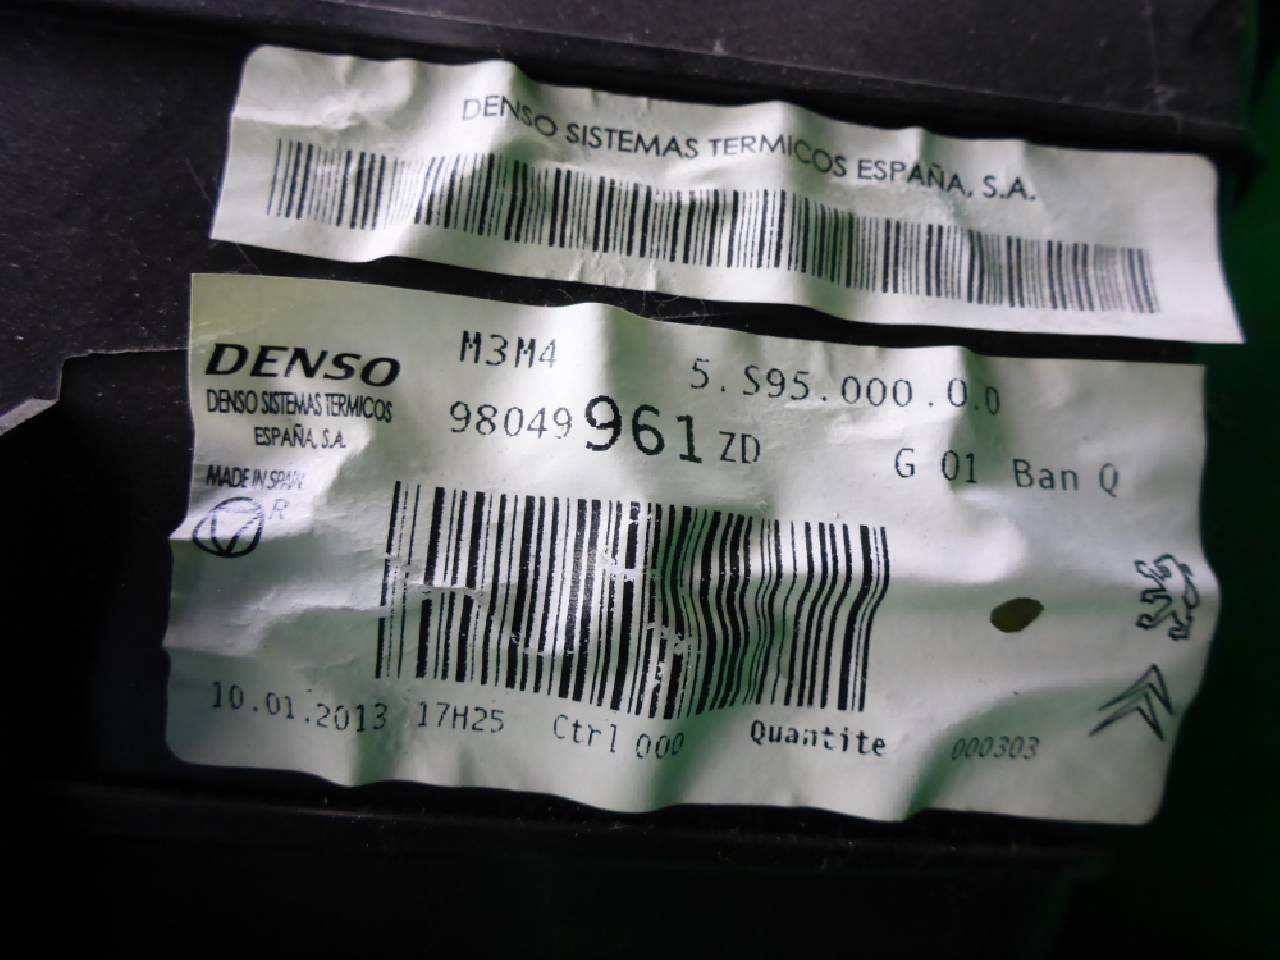 DENSO SISTEMAS TERMICOS ESPAÑA, S.A.
DENSO
DENSO SISTEMAS TERMICOS
ESPAÑA, S.A.
MADE IN SPAIN
R
M3M4
5.S95.000.0.0
98049961ZD
G 01 Ban Q
10.01.2013 17H25 Ctrl 000 Quantite 000303